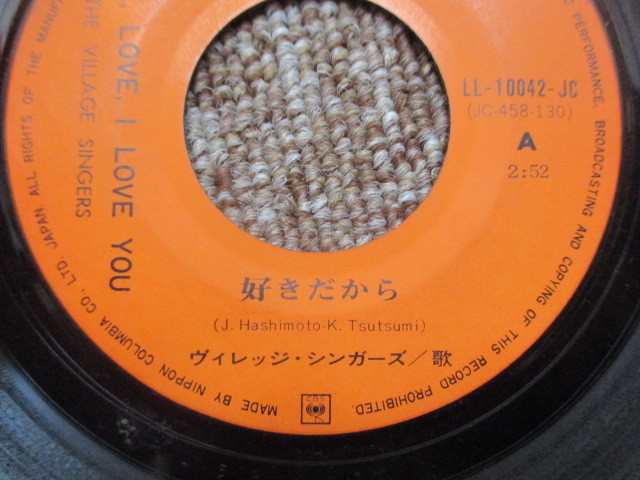 , LOVE, I LOVE YOU
THE VILLAGE SINGERS
LL-10042-JC
(JC-458-130)
A
2:52
好きだから
(J. Hashimoto-K. Tsutsumi)
ヴィレッジ・シンガーズ／歌
CBS
MADE BY NIPPON COLUMBIA CO., LTD. JAPAN. ALL RIGHTS OF THE MANUFA
C PERFORMANCE, BROADCASTING AND COPYING OF THIS RECORD PROHIBITED.